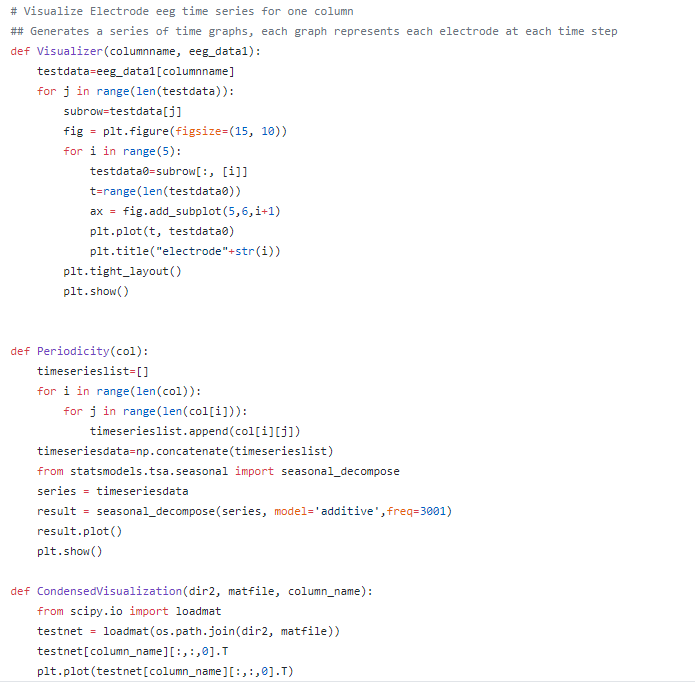 # Visualize Electrode eeg time series for one column
## Generates a series of time graphs, each graph represents each electrode at each time step
def Visualizer(columnname, eeg_data1):
    testdata=eeg_data1[columnname]
    for j in range(len(testdata)):
        subrow=testdata[j]
        fig = plt.figure(figsize=(15, 10))
        for i in range(5):
            testdata0=subrow[:, [i]]
            t=range(len(testdata0))
            ax = fig.add_subplot(5,6,i+1)
            plt.plot(t, testdata0)
            plt.title("electrode"+str(i))
        plt.tight_layout()
        plt.show()
def Periodicity(col):
    timeserieslist=[]
    for i in range(len(col)):
        for j in range(len(col[i])):
            timeserieslist.append(col[i][j])
    timeseriesdata=np.concatenate(timeserieslist)
    from statsmodels.tsa.seasonal import seasonal_decompose
    series = timeseriesdata
    result = seasonal_decompose(series, model='additive',freq=3001)
    result.plot()
    plt.show()
def CondensedVisualization(dir2, matfile, column_name):
    from scipy.io import loadmat
    testnet = loadmat(os.path.join(dir2, matfile))
    testnet[column_name][:,:,0].T
    plt.plot(testnet[column_name][:,:,0].T)